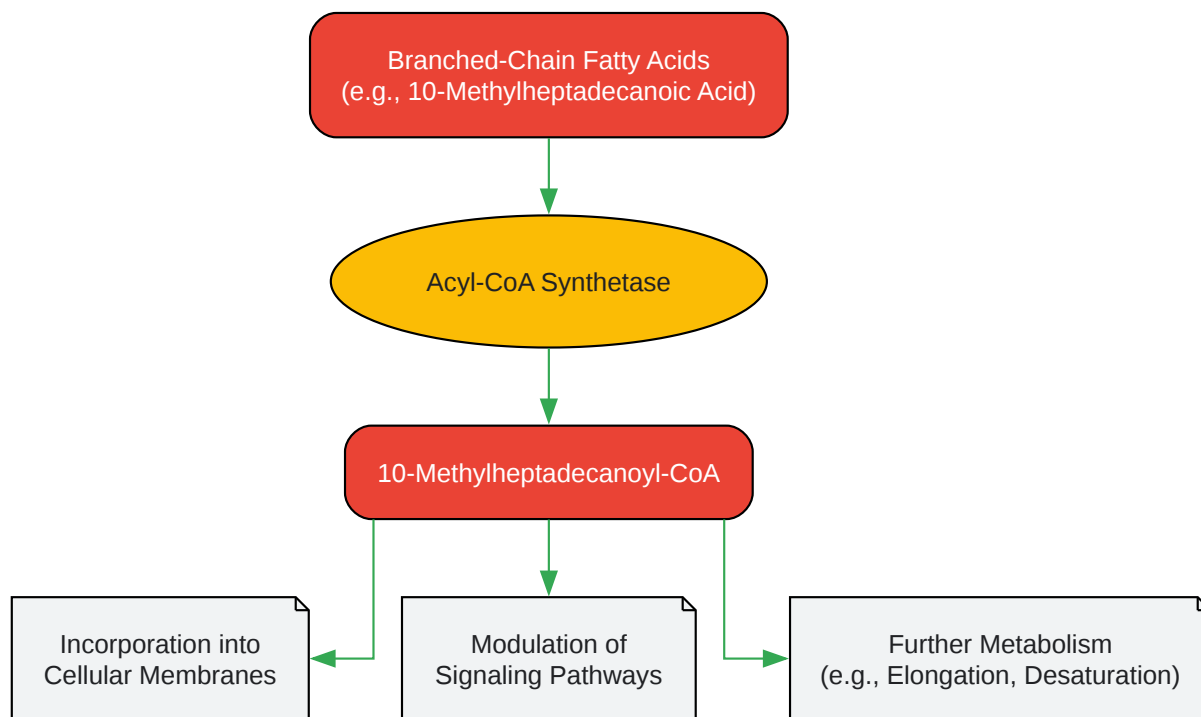 Branched-Chain Fatty Acids
(e.g., 10-Methylheptadecanoic Acid)
Acyl-CoA Synthetase
10-Methylheptadecanoyl-CoA
Incorporation into
Cellular Membranes
Modulation of
Signaling Pathways
Further Metabolism
(e.g., Elongation, Desaturation)